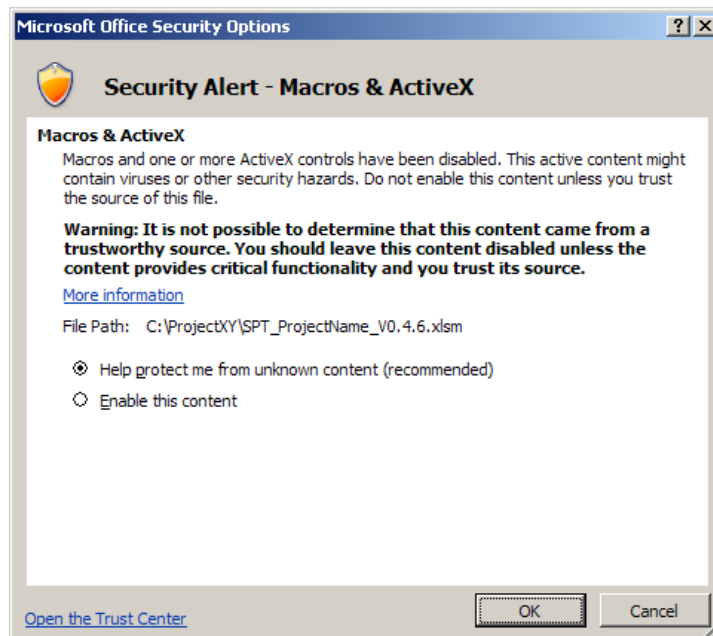 Microsoft Office Security Options
Security Alert - Macros & ActiveX
Macros & ActiveX
Macros and one or more ActiveX controls have been disabled. This active content might
contain viruses or other security hazards. Do not enable this content unless you trust
the source of this file.
Warning: It is not possible to determine that this content came from a
trustworthy source. You should leave this content disabled unless the
content provides critical functionality and you trust its source.
More information
File Path: C:\ProjectXY\SPT_ProjectName_V0.4.6.xlsm
Help protect me from unknown content (recommended)
Enable this content
Open the Trust Center
OK
Cancel